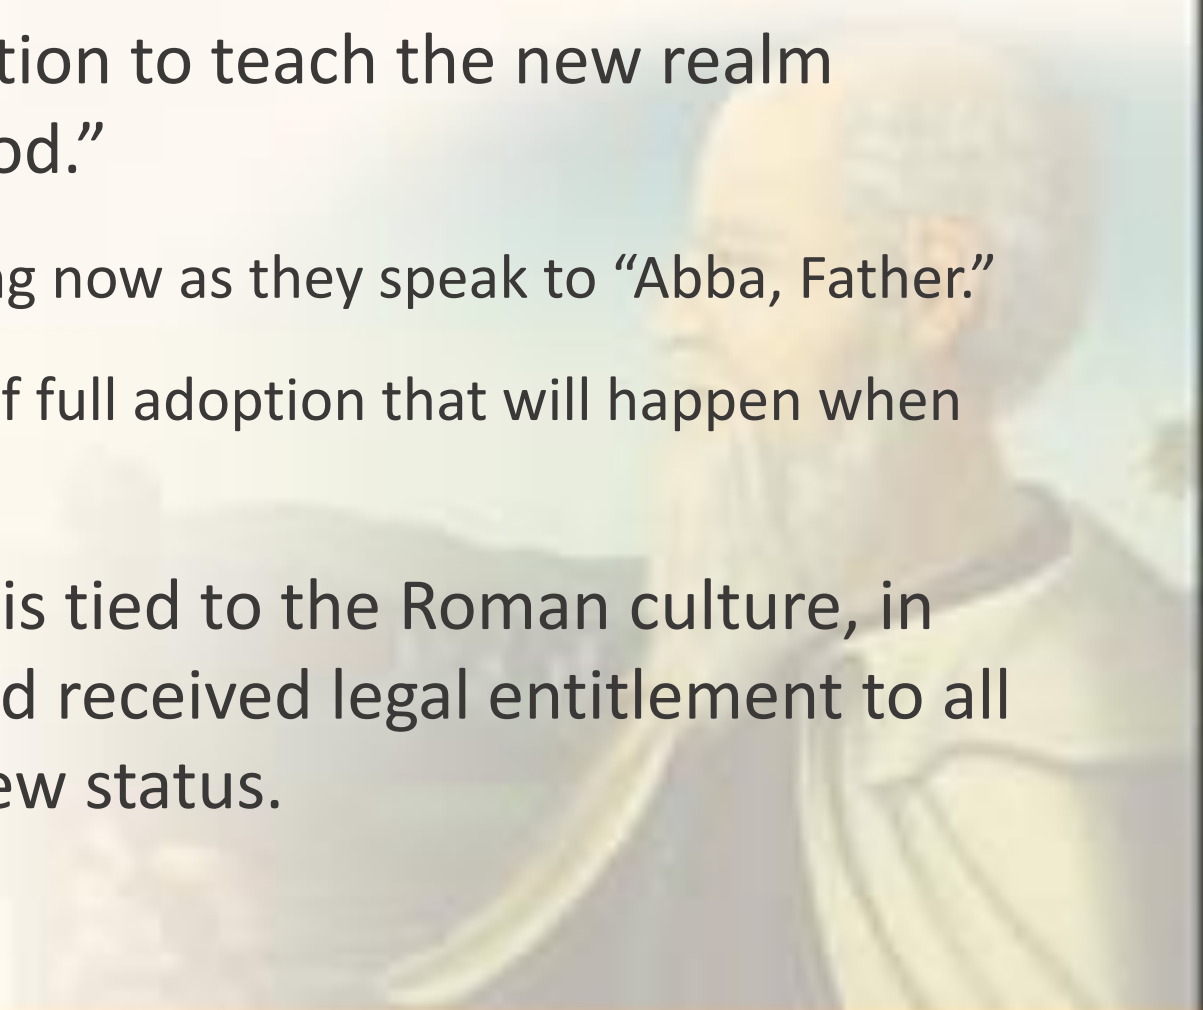 tion to teach the new realm
od.”
ng now as they speak to “Abba, Father.”
f full adoption that will happen when
is tied to the Roman culture, in
d received legal entitlement to all
ew status.